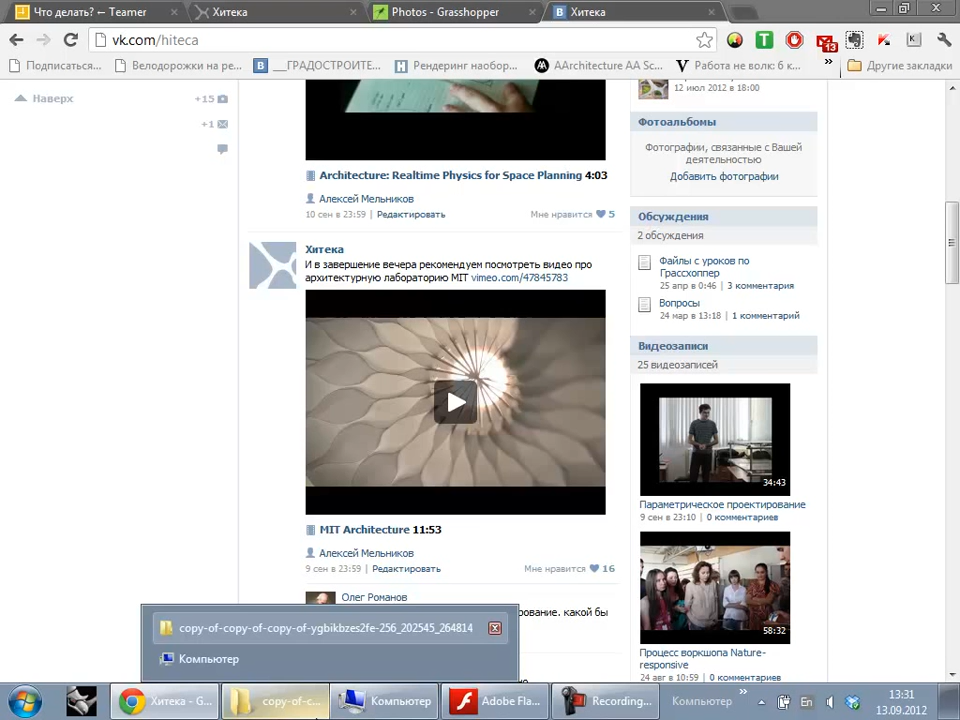 Что делать? ← Teamer
Хитека
Photos - Grasshopper
Хитека
vk.com/hiteca
13
Подписаться...
Велодорожки на ре...
___ГРАДОСТРОИТЕ...
Рендеринг наобор...
AArchitecture AA Sc...
Работа не волк: 6 к...
»
Другие закладки
Наверх
+15
+1
12 июл 2012 в 18:00
Фотоальбомы
Фотографии, связанные с Вашей
деятельностью
Добавить фотографии
Architecture: Realtime Physics for Space Planning 4:03
Алексей Мельников
10 сен в 23:59 | Редактировать
Мне нравится 5
Обсуждения
2 обсуждения
Файлы с уроков по
Грассхоппер
25 апр в 0:46 | 3 комментария
Вопросы
24 мар в 13:18 | 1 комментарий
Хитека
И в завершение вечера рекомендуем посмотреть видео про
архитектурную лабораторию MIT vimeo.com/47845783
Видеозаписи
25 видеозаписей
34:43
Параметрическое проектирование
9 сен в 23:10 | 0 комментариев
MIT Architecture 11:53
Алексей Мельников
9 сен в 23:59 | Редактировать
Мне нравится 16
58:32
Процесс воркшопа Nature-
responsive
24 апр в 20:41 | 0 комментариев
Олег Романов
рование. какой бы
copy-of-copy-of-copy-of-ygbikbzes2fe-256_202545_264814
Компьютер
Хитека - G...
copy-of-c...
Компьютер
Adobe Fla...
Recording...
Компьютер
»
En
13:31
13.09.2012